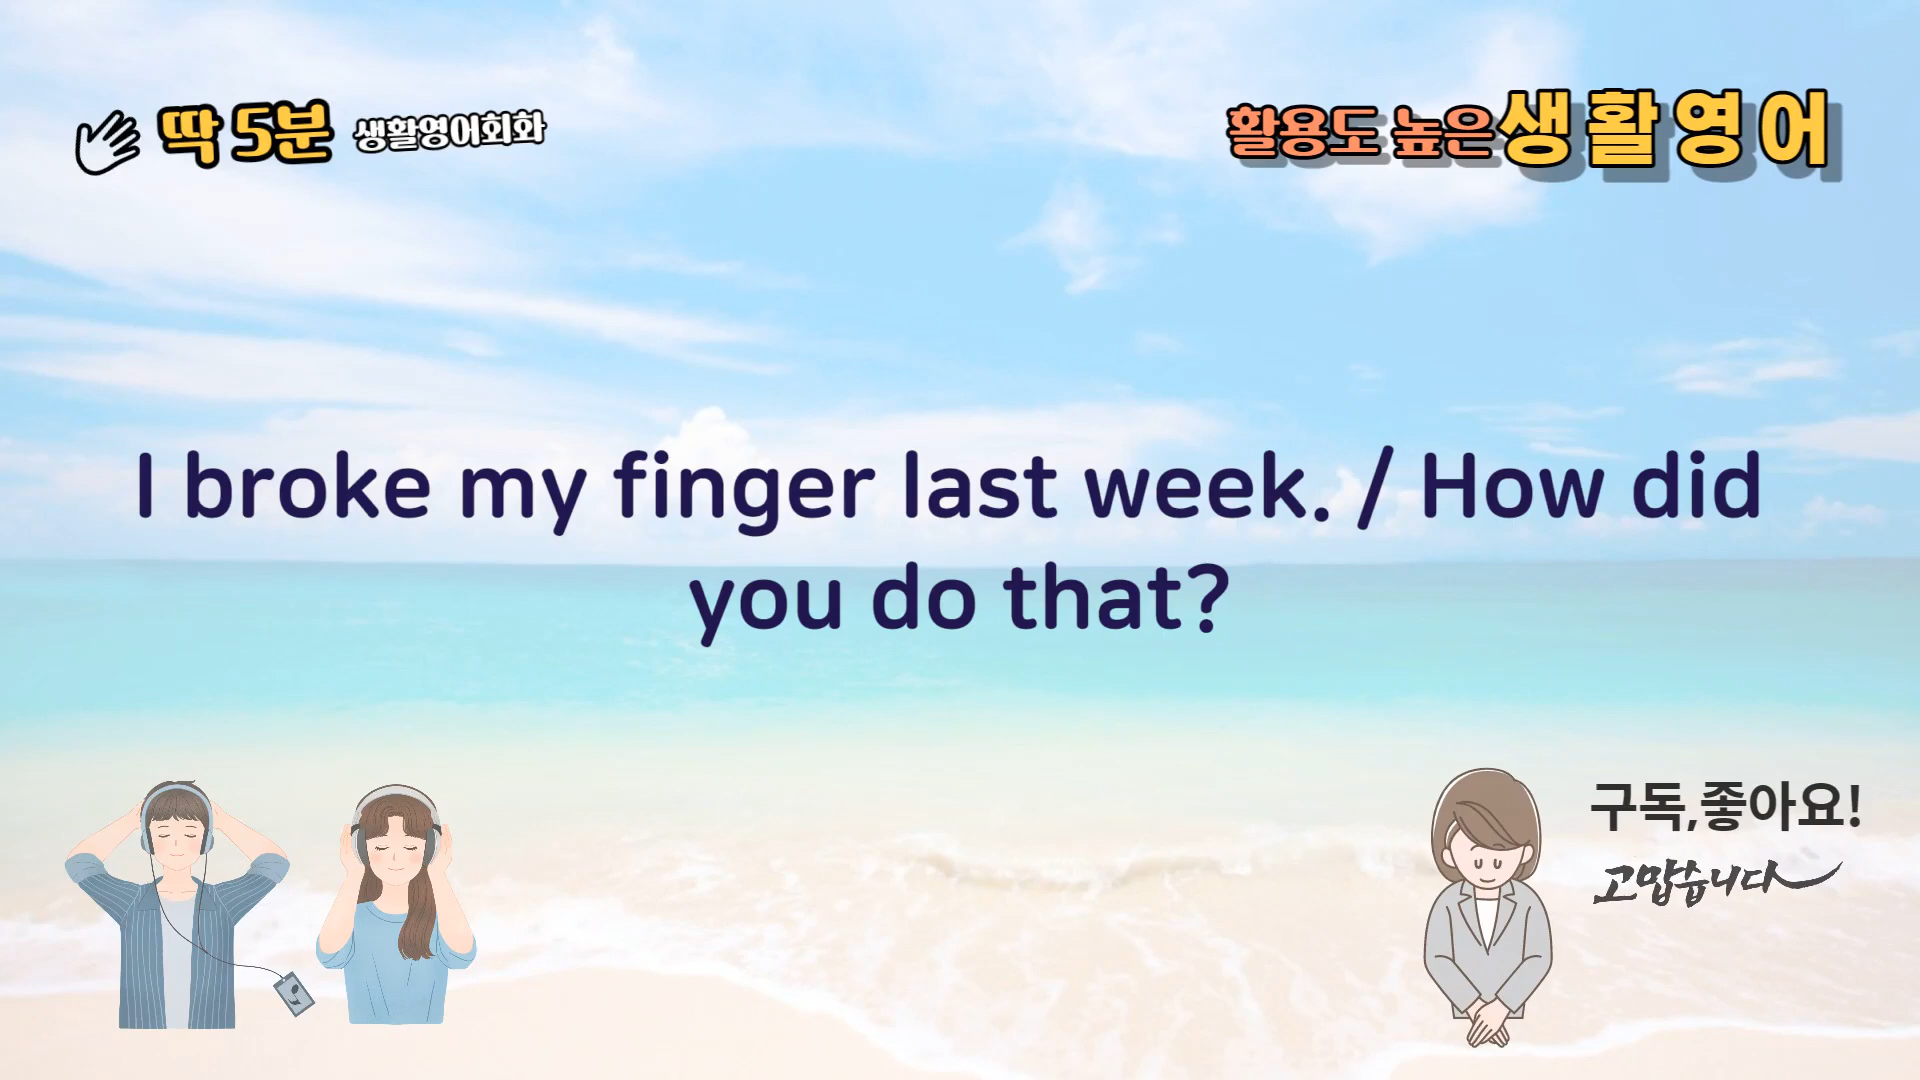 딱 5분 생활영어회화
활용도 높은 생활영어
I broke my finger last week. / How did
you do that?
구독,좋아요!
고맙습니다